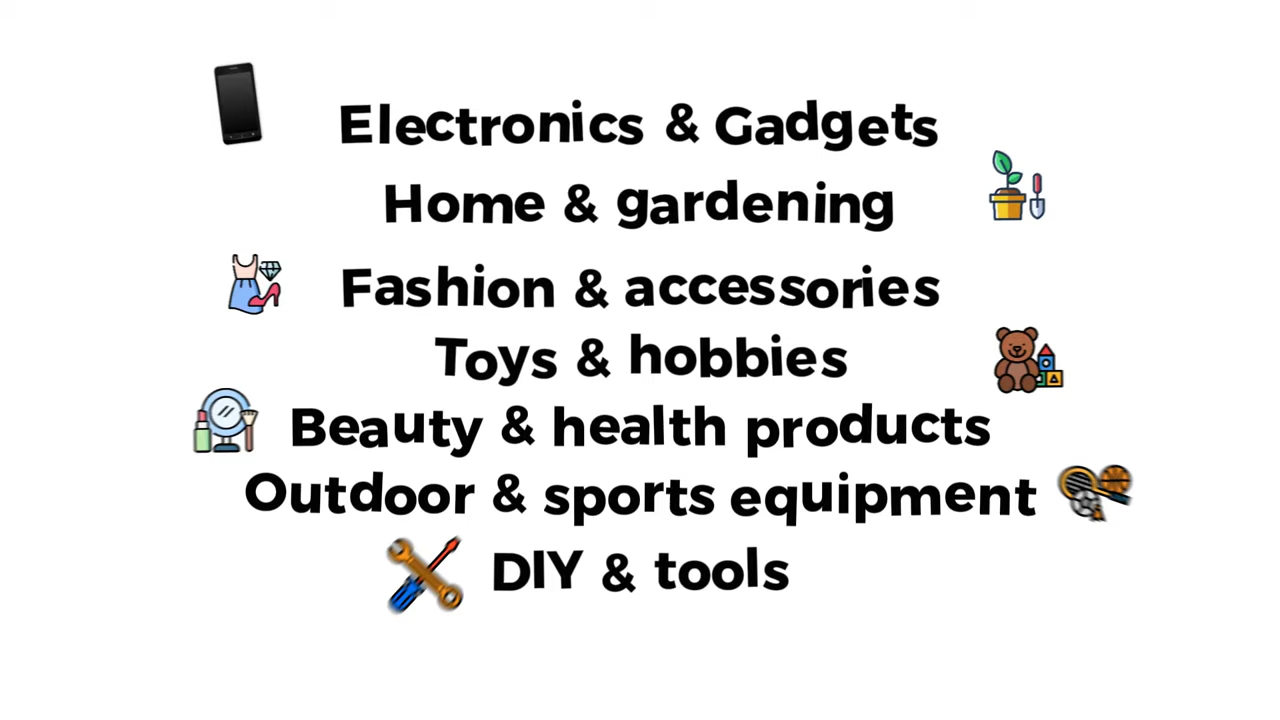 Electronics & Gadgets
Home & gardening
Fashion & accessories
Toys & hobbies
Beauty & health products
Outdoor & sports equipment
DIY & tools